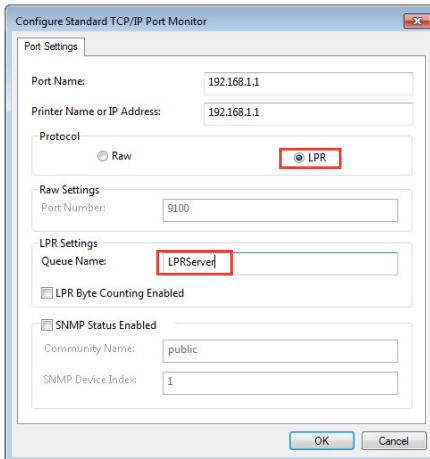 Configure Standard TCP/IP Port Monitor
Port Settings
Port Name: 192.168.1.1
Printer Name or IP Address: 192.168.1.1
Protocol
Raw LPR
Raw Settings
Port Number: 9100
LPR Settings
Queue Name: LPRServer
LPR Byte Counting Enabled
SNMP Status Enabled
Community Name: public
SNMP Device Index: 1
OK Cancel